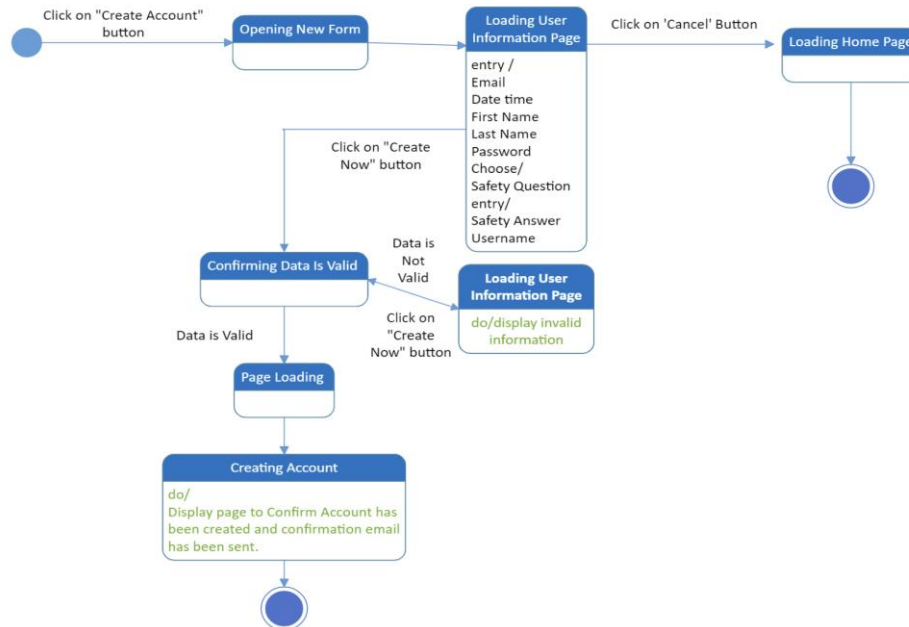 Click on "Create Account"
button
Opening New Form
Loading User
Information Page
entry /
Email
Date time
First Name
Last Name
Password
Choose/
Safety Question
entry/
Safety Answer
Username
Click on 'Cancel' Button
Loading Home Page
Click on "Create
Now" button
Confirming Data Is Valid
Data is
Not
Valid
Click on
"Create
Now" button
Loading User
Information Page
do/display invalid
information
Data is Valid
Page Loading
Creating Account
do/
Display page to Confirm Account has
been created and confirmation email
has been sent.